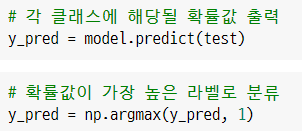 # 각 클래스에 해당될 확률값 출력
y_pred = model.predict(test)
# 확률값이 가장 높은 라벨로 분류
y_pred = np.argmax(y_pred, 1)